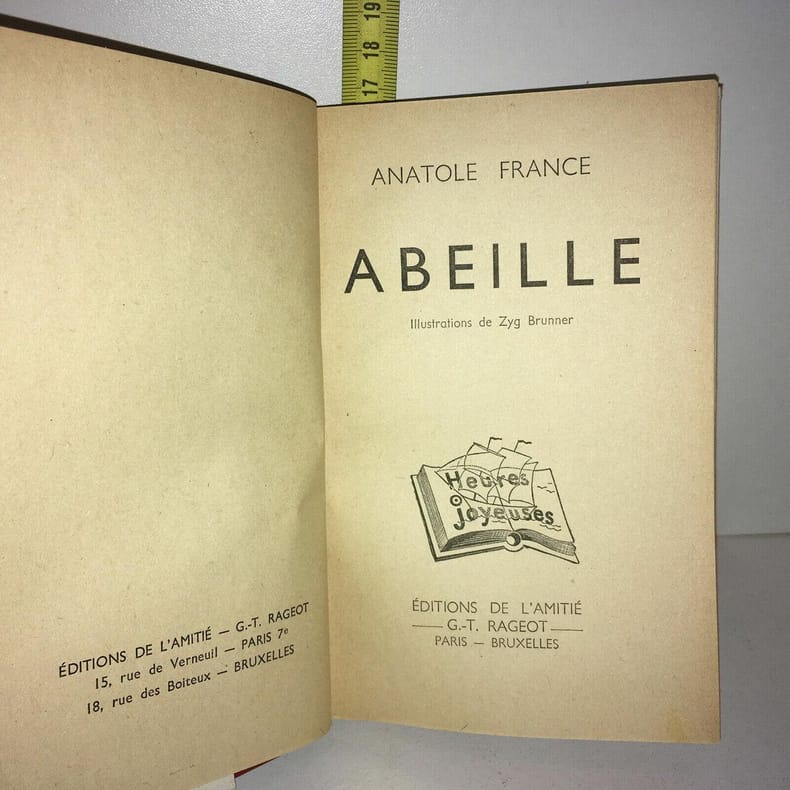 ÉDITIONS DE L'AMITIÉ — G.-T. RAGEOT
15, rue de Verneuil — PARIS 7e
18, rue des Boiteux — BRUXELLES
17 18 19
ANATOLE FRANCE
ABEILLE
Illustrations de Zyg Brunner
Heures
Joyeuses
ÉDITIONS DE L'AMITIÉ
— G.-T. RAGEOT —
PARIS — BRUXELLES